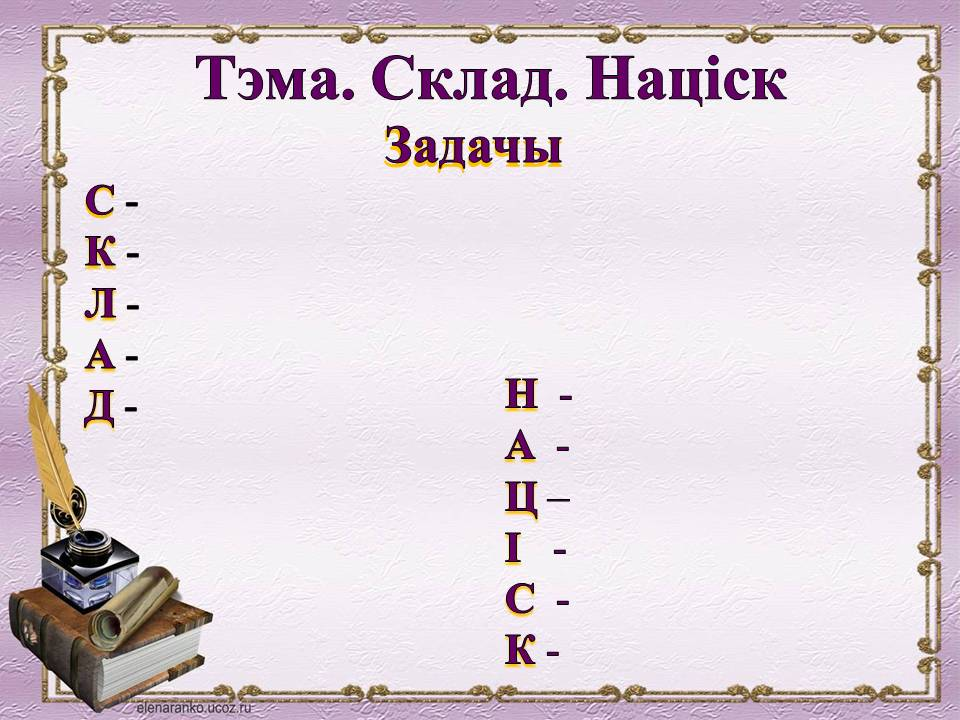 Тэма. Склад. Націск
Задачы
С -
К -
Л -
А -
Д -
Н -
А -
Ц –
І -
С -
К -
elenaranko.ucoz.ru